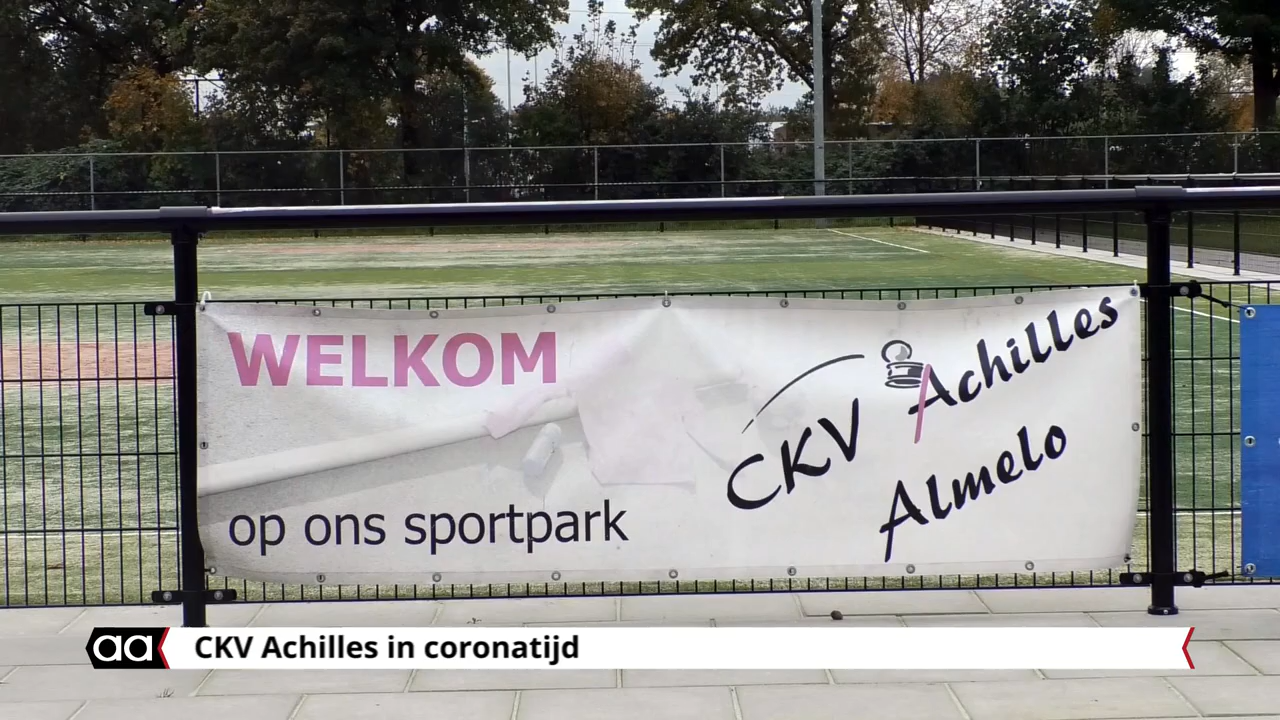 WELKOM
op ons sportpark
CKV Achilles
Almelo
aa CKV Achilles in coronatijd